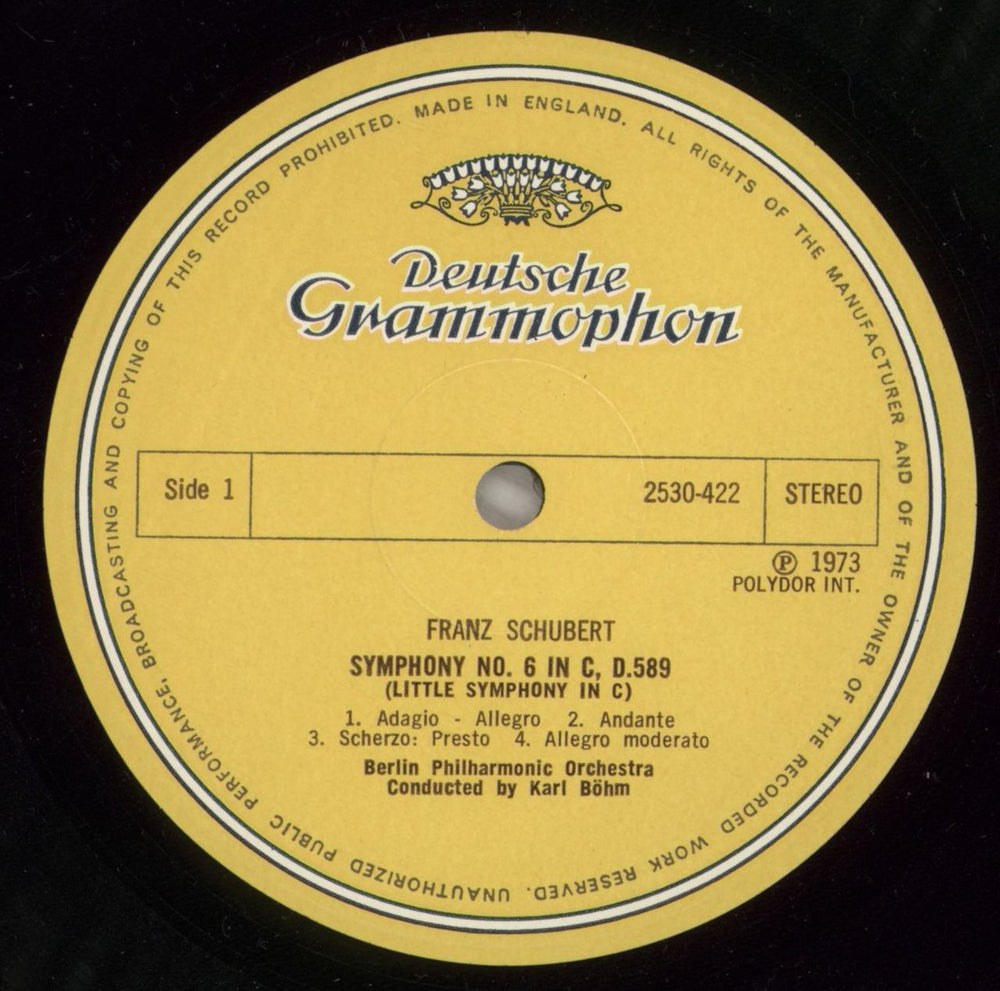 MADE IN ENGLAND. ALL RIGHTS OF THE MANUFACTURER AND OF THE OWNER OF THE RECORDED WORK RESERVED. UNAUTHORIZED PUBLIC PERFORMANCE, BROADCASTING AND COPYING OF THIS RECORD PROHIBITED.
Deutsche
Grammophon
Side 1 2530-422 STEREO
℗ 1973
POLYDOR INT.
FRANZ SCHUBERT
SYMPHONY NO. 6 IN C, D.589
(LITTLE SYMPHONY IN C)
1. Adagio - Allegro 2. Andante
3. Scherzo: Presto 4. Allegro moderato
Berlin Philharmonic Orchestra
Conducted by Karl Böhm